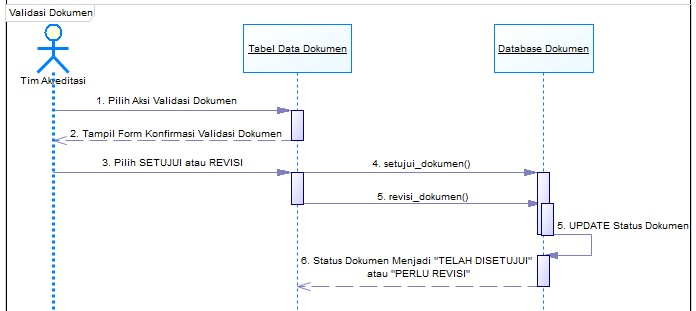 Validasi Dokumen
Tim Akreditasi
Tabel Data Dokumen
Database Dokumen
1. Pilih Aksi Validasi Dokumen
2. Tampil Form Konfirmasi Validasi Dokumen
3. Pilih SETUJUI atau REVISI
4. setujui_dokumen()
5. revisi_dokumen()
5. UPDATE Status Dokumen
6. Status Dokumen Menjadi "TELAH DISETUJUI"
atau "PERLU REVISI"